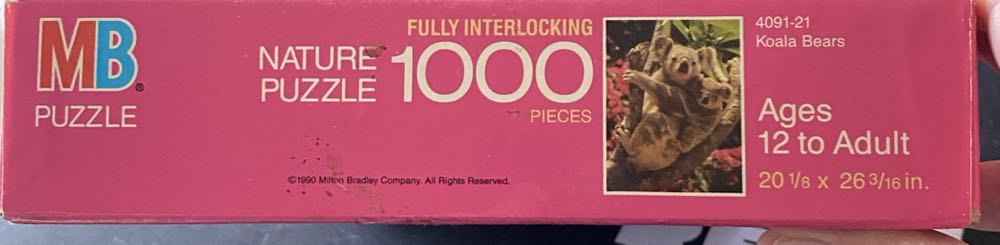 MB®
PUZZLE
NATURE
PUZZLE
FULLY INTERLOCKING
1000
PIECES
©1990 Milton Bradley Company. All Rights Reserved.
4091-21
Koala Bears
Ages
12 to Adult
20 1/8 x 26 3/16 in.